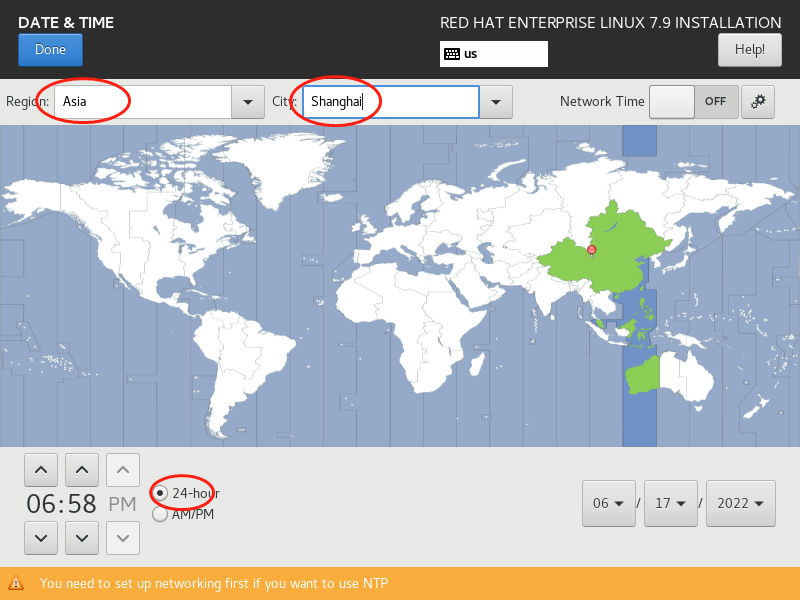 DATE & TIME
RED HAT ENTERPRISE LINUX 7.9 INSTALLATION
Done
us
Help!
Region: Asia
City: Shanghai
Network Time OFF
06:58 PM
24-hour
AM/PM
06 / 17 / 2022
You need to set up networking first if you want to use NTP